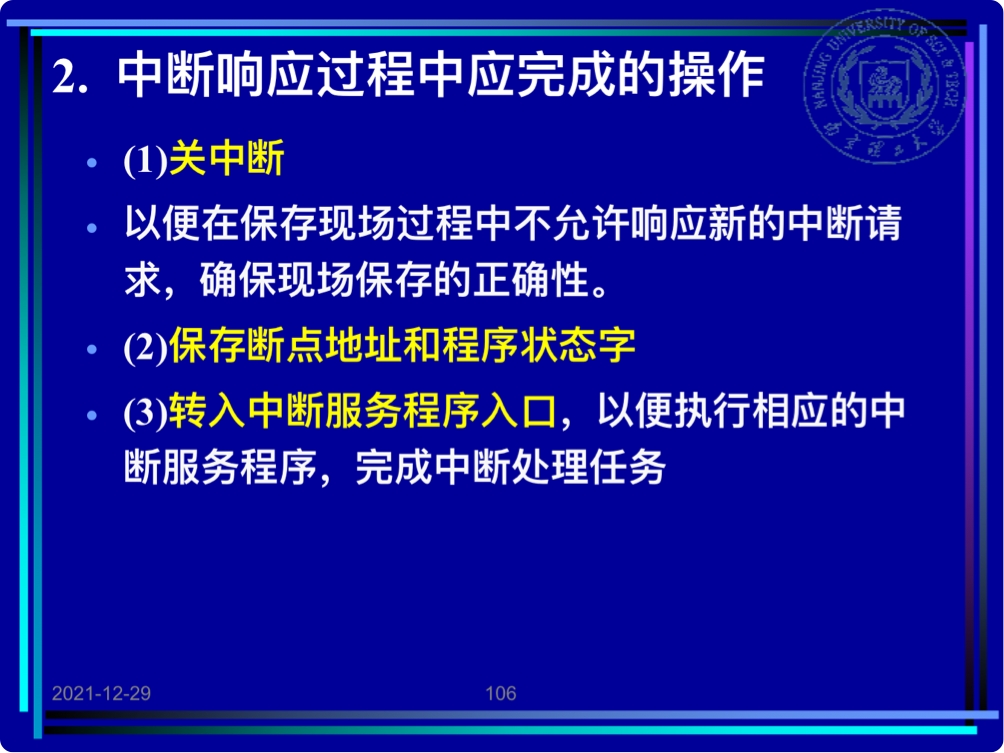 2. 中断响应过程中应完成的操作
NANJING UNIVERSITY OF SCI & TECH
南京理工大学
• (1)关中断
• 以便在保存现场过程中不允许响应新的中断请
求，确保现场保存的正确性。
• (2)保存断点地址和程序状态字
• (3)转入中断服务程序入口，以便执行相应的中
断服务程序，完成中断处理任务
2021-12-29
106